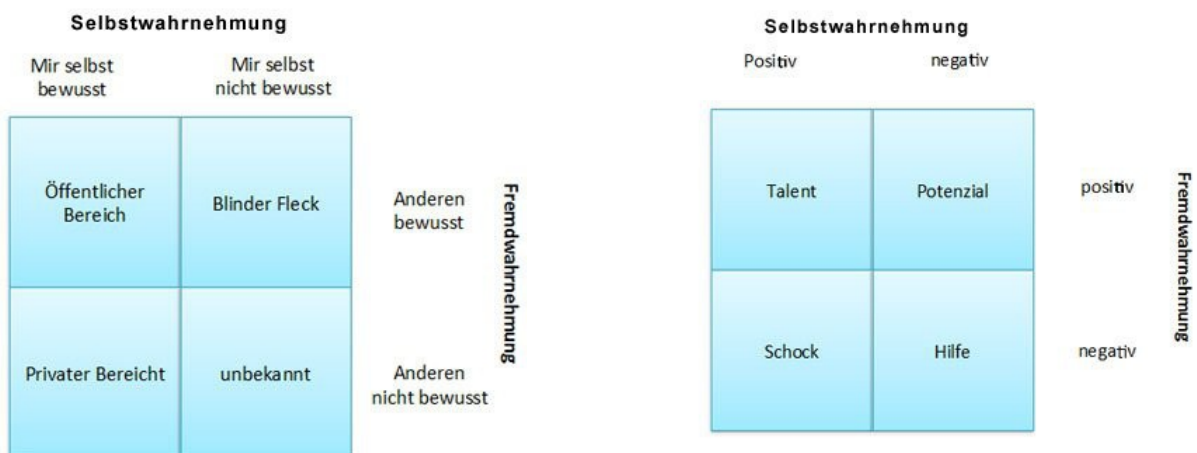 Selbstwahrnehmung
Mir selbst
bewusst
Mir selbst
nicht bewusst
Öffentlicher
Bereich
Blinder Fleck
Anderen
bewusst
Privater Bereicht
unbekannt
Anderen
nicht bewusst
Fremdwahrnehmung
Selbstwahrnehmung
Positiv
negativ
Talent
Potenzial
positiv
Schock
Hilfe
negativ
Fremdwahrnehmung